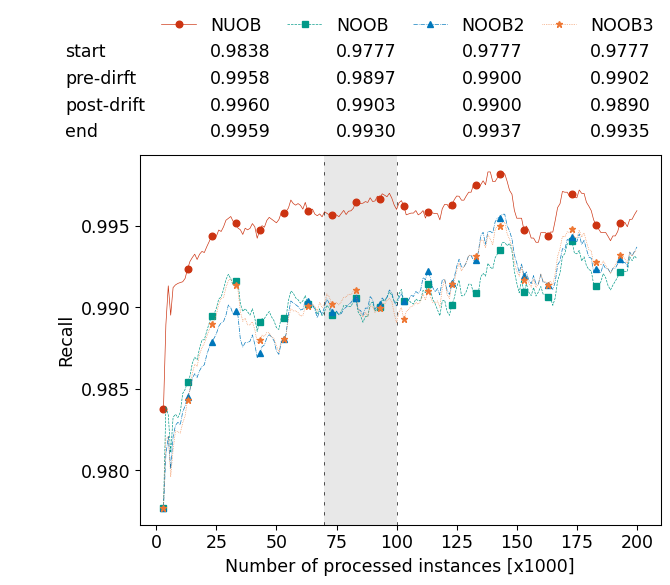 NUOB NOOB NOOB2 NOOB3
start 0.9838 0.9777 0.9777 0.9777
pre-dirft 0.9958 0.9897 0.9900 0.9902
post-drift 0.9960 0.9903 0.9900 0.9890
end 0.9959 0.9930 0.9937 0.9935
0.995
0.990
0.985
0.980
Recall
0 25 50 75 100 125 150 175 200
Number of processed instances [x1000]